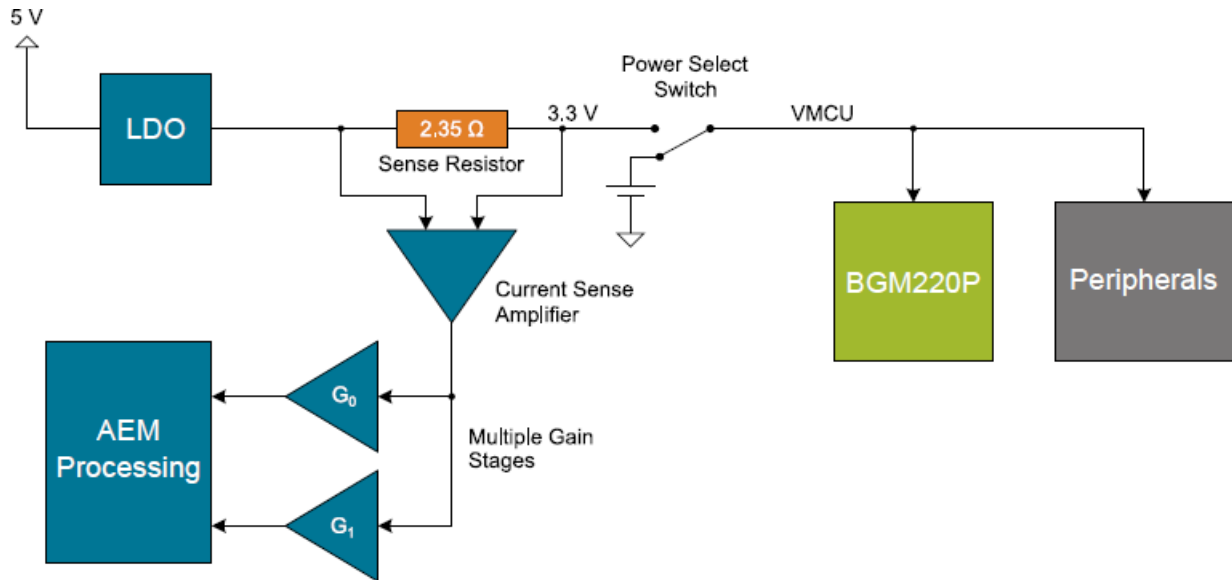 5 V
LDO
2.35 Ω
Sense Resistor
3.3 V
Power Select
Switch
VMCU
BGM220P
Peripherals
Current Sense
Amplifier
G₀
AEM
Processing
Multiple Gain
Stages
G₁